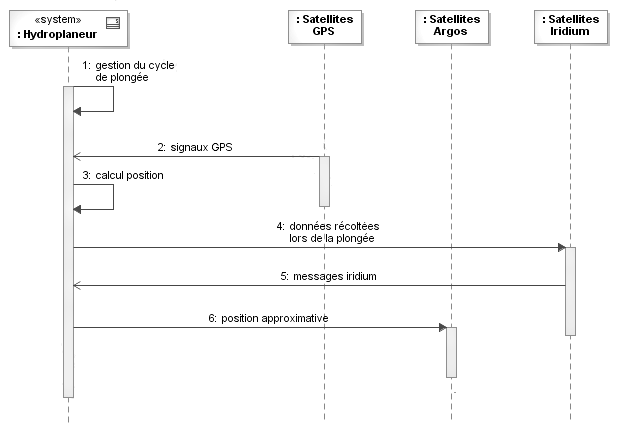 «system»
: Hydroplaneur
: Satellites
GPS
: Satellites
Argos
: Satellites
Iridium
1: gestion du cycle
de plongée
2: signaux GPS
3: calcul position
4: données récoltées
lors de la plongée
5: messages iridium
6: position approximative